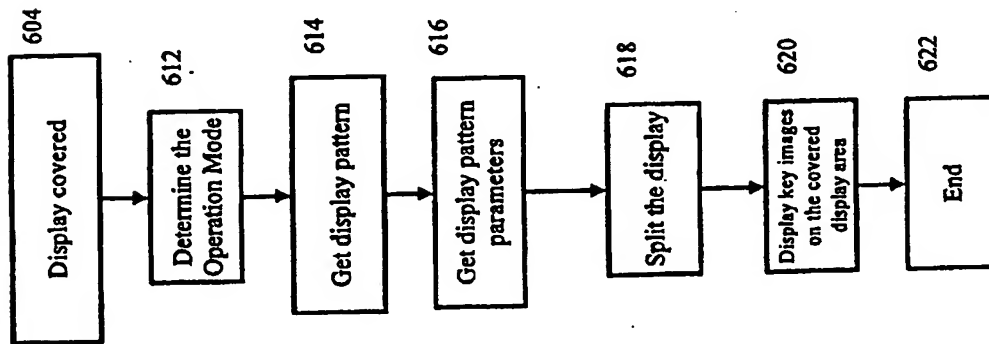 604
Display covered
612
Determine the
Operation Mode
614
Get display pattern
616
Get display pattern
parameters
618
Split the display
620
Display key images
on the covered
display area
622
End